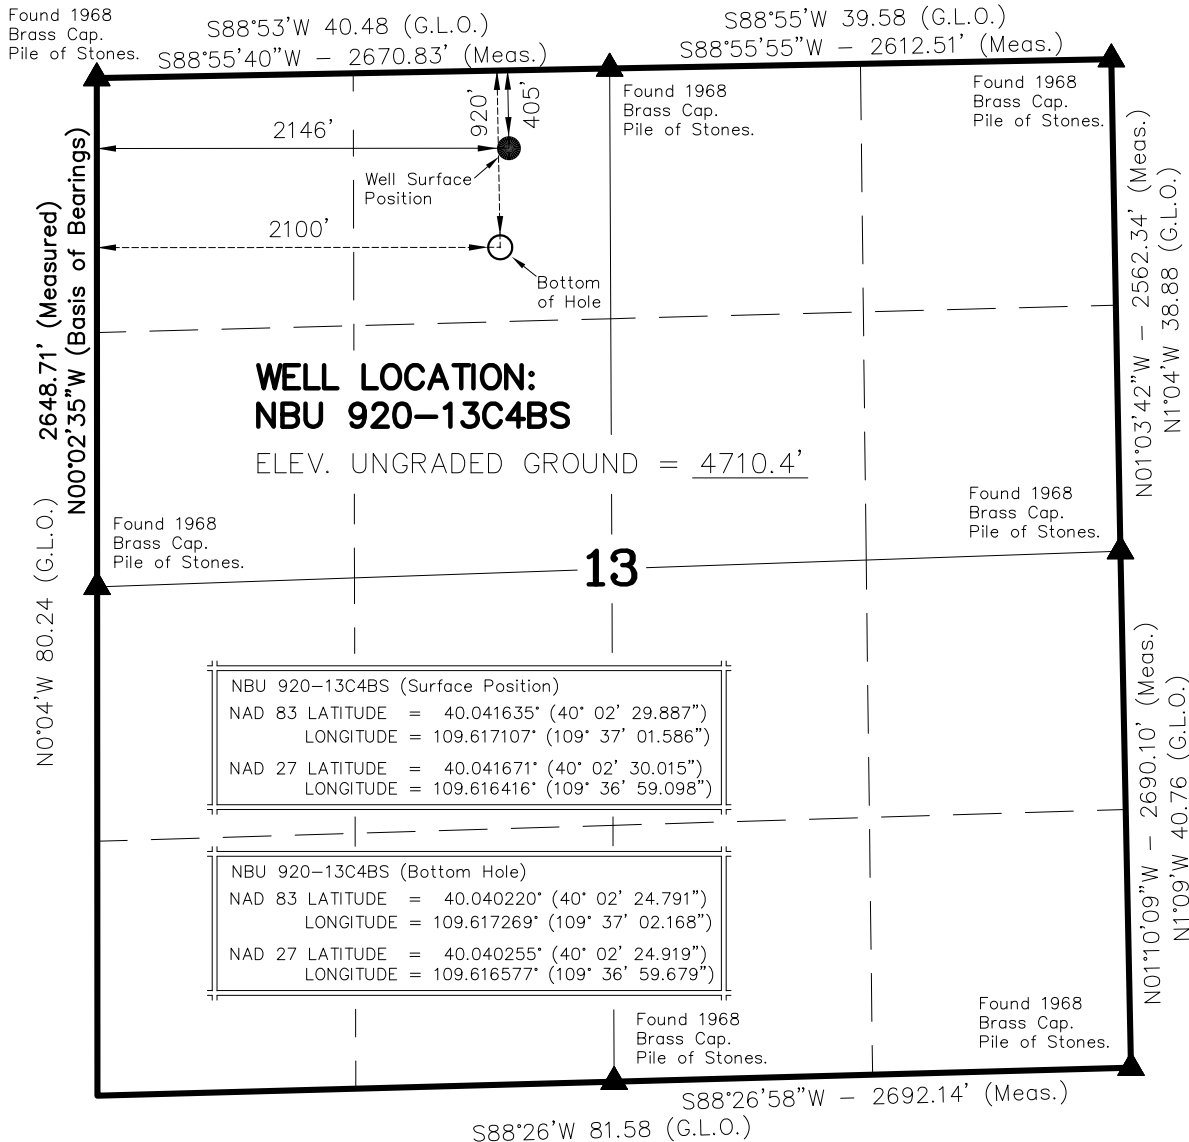 Found 1968
Brass Cap.
Pile of Stones.
S88°53'W 40.48 (G.L.O.)
S88°55'40"W – 2670.83' (Meas.)
S88°55'W 39.58 (G.L.O.)
S88°55'55"W – 2612.51' (Meas.)
Found 1968
Brass Cap.
Pile of Stones.
Found 1968
Brass Cap.
Pile of Stones.
920'
405'
2146'
Well Surface
Position
2100'
Bottom
of Hole
2648.71' (Measured)
N00°02'35"W (Basis of Bearings)
N01°03'42"W – 2562.34' (Meas.)
N1°04'W 38.88 (G.L.O.)
WELL LOCATION:
NBU 920–13C4BS
ELEV. UNGRADED GROUND = 4710.4'
Found 1968
Brass Cap.
Pile of Stones.
Found 1968
Brass Cap.
Pile of Stones.
13
N0°04'W 80.24 (G.L.O.)
NBU 920–13C4BS (Surface Position)
NAD 83 LATITUDE = 40.041635° (40° 02' 29.887")
LONGITUDE = 109.617107° (109° 37' 01.586")
NAD 27 LATITUDE = 40.041671° (40° 02' 30.015")
LONGITUDE = 109.616416° (109° 36' 59.098")
NBU 920–13C4BS (Bottom Hole)
NAD 83 LATITUDE = 40.040220° (40° 02' 24.791")
LONGITUDE = 109.617269° (109° 37' 02.168")
NAD 27 LATITUDE = 40.040255° (40° 02' 24.919")
LONGITUDE = 109.616577° (109° 36' 59.679")
N01°10'09"W – 2690.10' (Meas.)
N1°09'W 40.76 (G.L.O.)
Found 1968
Brass Cap.
Pile of Stones.
Found 1968
Brass Cap.
Pile of Stones.
S88°26'58"W – 2692.14' (Meas.)
S88°26'W 81.58 (G.L.O.)